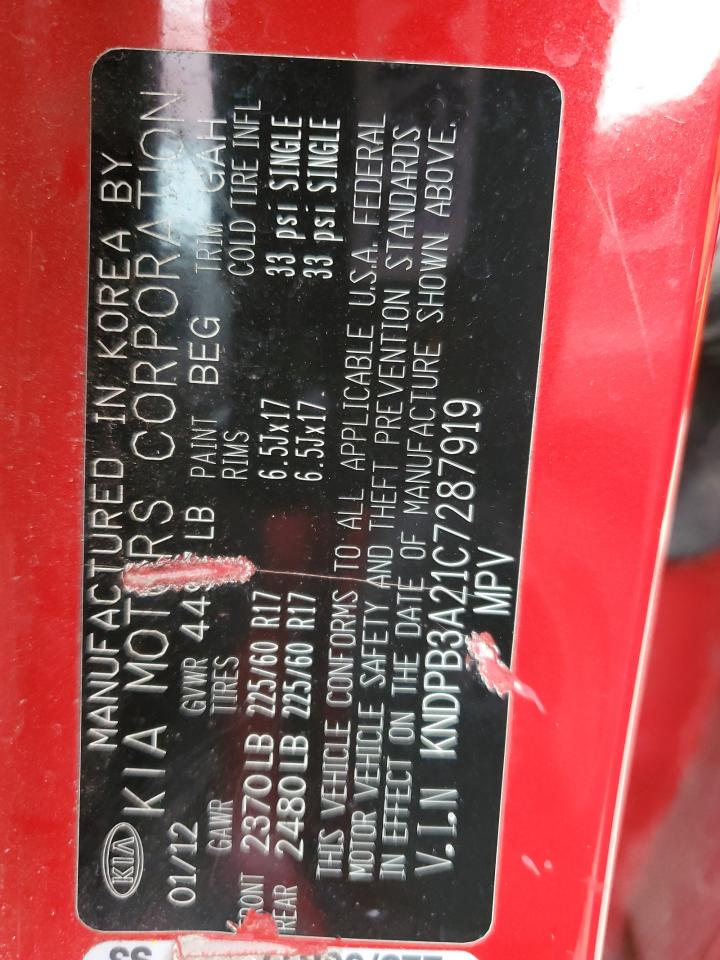 KIA
MANUFACTURED IN KOREA BY
KIA MOTORS CORPORATION
01/12 GVWR LB PAINT BEG TRIM GAH
GAWR TIRES RIMS COLD TIRE INFL
FRONT 2370LB 225/60 R17 6.5Jx17 33 psi SINGLE
REAR 2480LB 225/60 R17 6.5Jx17 33 psi SINGLE
THIS VEHICLE CONFORMS TO ALL APPLICABLE U.S.A. FEDERAL
MOTOR VEHICLE SAFETY AND THEFT PREVENTION STANDARDS
IN EFFECT ON THE DATE OF MANUFACTURE SHOWN ABOVE.
V.I.N KNDPB3A21C7287919
MPV